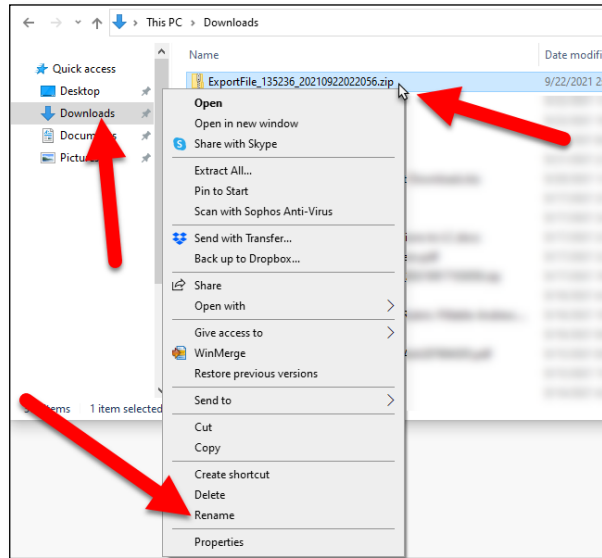 This PC > Downloads
Name
Date modifi
Quick access
ExportFile_135236_20210922022056.zip
9/22/2021 2
Desktop
Downloads
Docum
Pictu
Open
Open in new window
Share with Skype
Extract All...
Pin to Start
Scan with Sophos Anti-Virus
Send with Transfer...
Back up to Dropbox...
Share
Open with
Give access to
WinMerge
Restore previous versions
Send to
items 1 item selected
Cut
Copy
Create shortcut
Delete
Rename
Properties